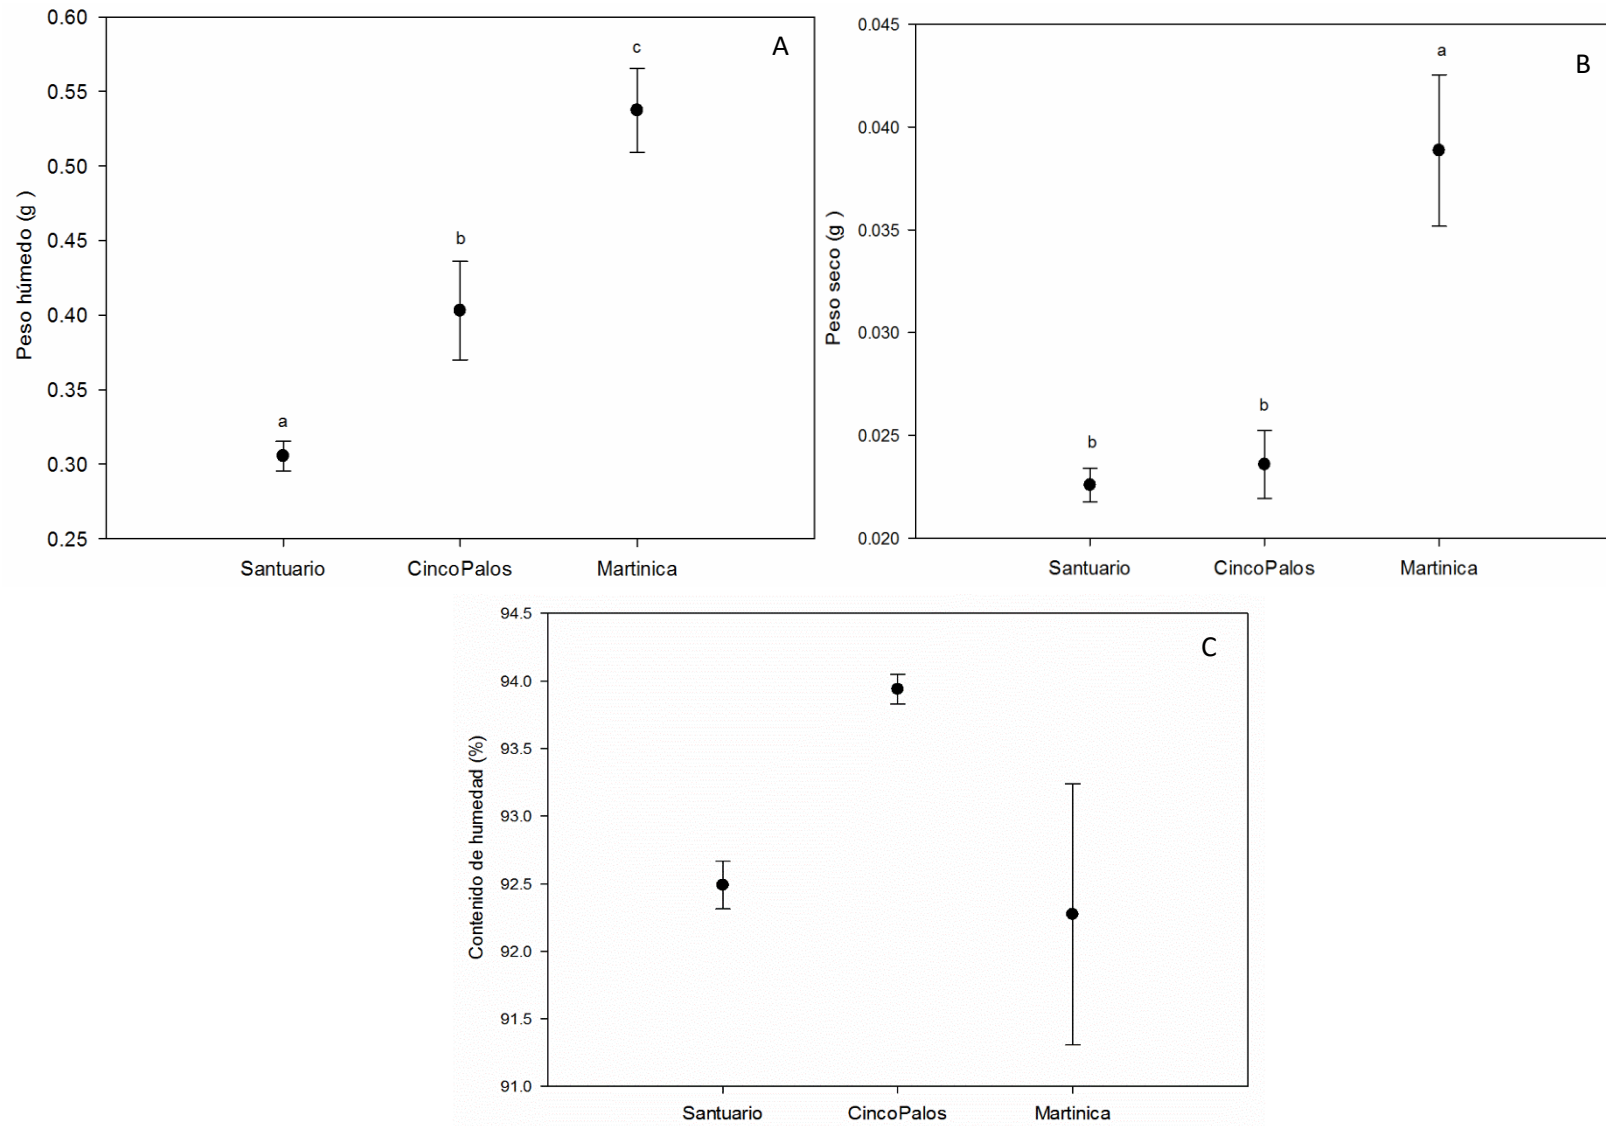 A
Peso húmedo (g )
0.60
0.55
0.50
0.45
0.40
0.35
0.30
0.25
a
b
c
Santuario CincoPalos Martinica
B
Peso seco (g )
0.045
0.040
0.035
0.030
0.025
0.020
b
b
a
Santuario CincoPalos Martinica
C
Contenido de humedad (%)
94.5
94.0
93.5
93.0
92.5
92.0
91.5
91.0
Santuario CincoPalos Martinica